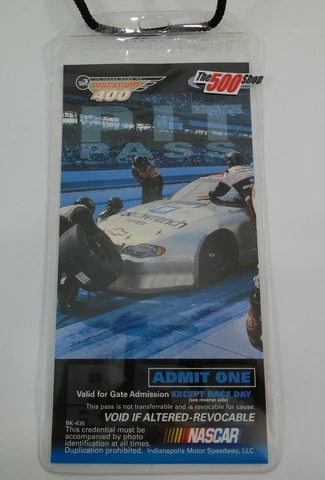 BRICKYARD
400
The 500 Shop
PIT
PASS
Goodwrench
Service
ADMIT ONE
Valid for Gate Admission EXCEPT RACE DAY
(see reverse side)
This pass is not transferrable and is revocable for cause.
VOID IF ALTERED-REVOCABLE
BK-436
This credential must be
accompanied by photo
identification at all times.
NASCAR
Duplication prohibited. Indianapolis Motor Speedway, LLC